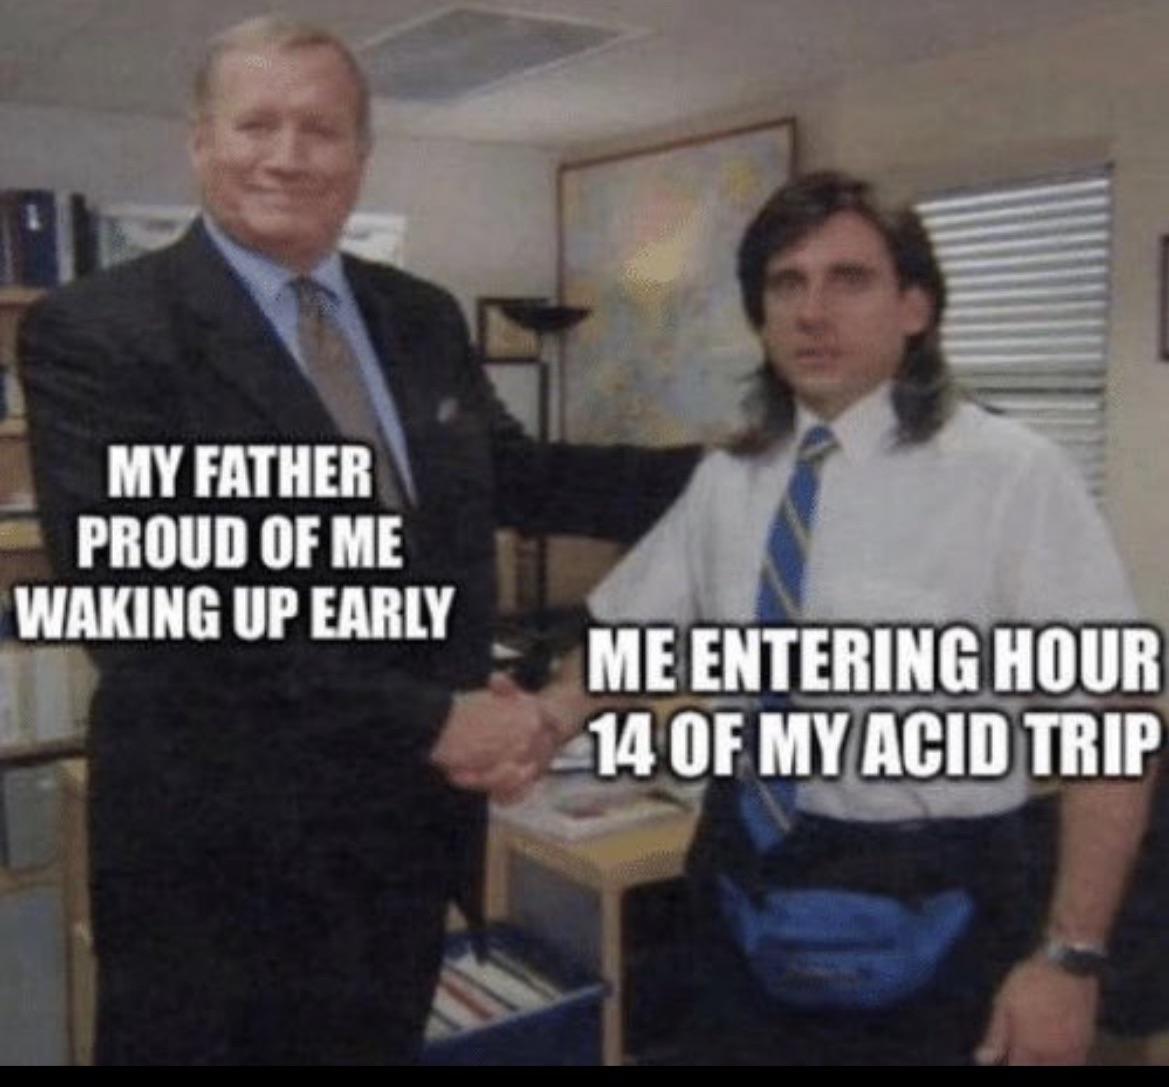 MY FATHER
PROUD OF ME
WAKING UP EARLY
ME ENTERING HOUR
14 OF MY ACID TRIP